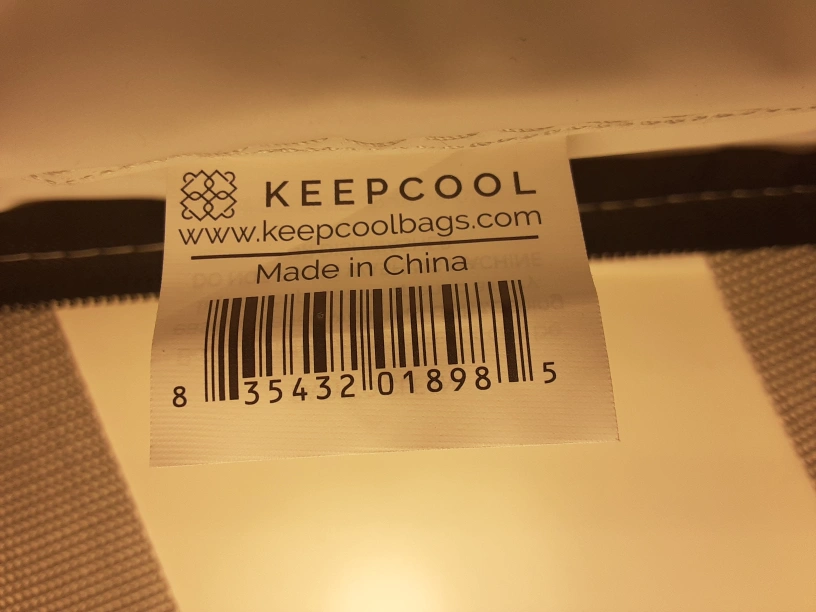 KEEPCOOL
www.keepcoolbags.com
Made in China
8 35432 01898 5